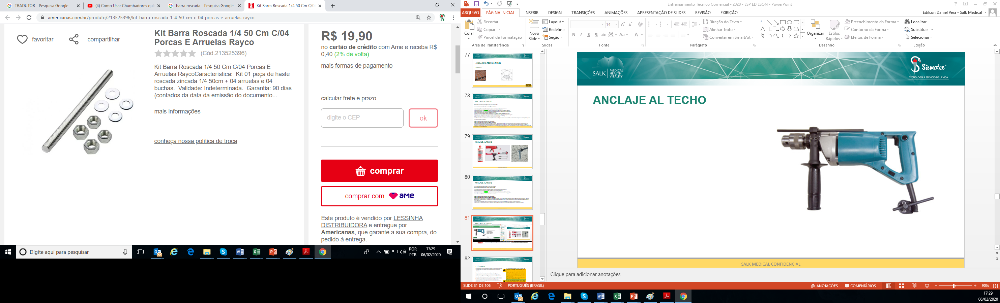 TRADUTOR - Pesquisa Google
(4) Como Usar Chumbadores quí
barra roscada - Pesquisa Google
Kit Barra Roscada 1/4 50 Cm C/0
americanas.com.br/produto/213525396/kit-barra-roscada-1-4-50-cm-c-04-porcas-e-arruelas-rayco
favoritar
compartilhar
Kit Barra Roscada 1/4 50 Cm C/04
Porcas E Arruelas Rayco
(Cód.213525396)
Kit Barra Roscada 1/4 50 Cm C/04 Porcas E
Arruelas RaycoCaracterística: Kit 01 peça de haste
roscada zincada 1/4 50cm + 04 arruelas e 04
buchas. Validade: Indeterminada. Garantia: 90 dias
(contados da data da emissão do documento...
mais informações
conheça nossa política de troca
R$ 19,90
no cartão de crédito com Ame e receba R$
0,40 (2% de volta)
mais formas de pagamento
calcular frete e prazo
digite o CEP
ok
comprar
comprar com ame
Este produto é vendido por LESSINHA
DISTRIBUIDORA e entregue por
Americanas, que garante a sua compra, do
pedido à entrega.
Digite aqui para pesquisar
POR
PTB
17:29
06/02/2020
Entreinamiento Técnico Comercial - 2020 - ESP EDILSON - PowerPoint
ARQUIVO
PÁGINA INICIAL
INSERIR
DESIGN
TRANSIÇÕES
ANIMAÇÕES
APRESENTAÇÃO DE SLIDES
REVISÃO
EXIBIÇÃO
Edilson Daniel Vera - Salk Medical
Colar
Recortar
Copiar
Pincel de Formatação
Área de Transferência
Novo
Slide
Layout
Redefinir
Seção
Slides
14
N I S S abc AV Aa A
Fonte
Direção do Texto
Alinhar Texto
Converter em SmartArt
Parágrafo
Organizar
Estilos
Rápidos
Preenchimento da Forma
Contorno da Forma
Efeitos de Forma
Desenho
Localizar
Substituir
Selecionar
Edição
77
ANCLAJE AL TECHO O PARED
78
ANCLAJE AL TECHO
79
ANCLAJE AL TECHO
80
ANCLAJE AL TECHO
81
ANCLAJE AL TECHO
82
ELÉCTRICA
SALK
MEDICAL
HEALTH
VITALITY
Sismatec
TECNOLOGÍA A SERVICIO DE LA VIDA
ANCLAJE AL TECHO
SALK MEDICAL CONFIDENCIAL
Clique para adicionar anotações
SLIDE 81 DE 106
PORTUGUÊS (BRASIL)
ANOTAÇÕES
COMENTÁRIOS
90%
17:29
06/02/2020